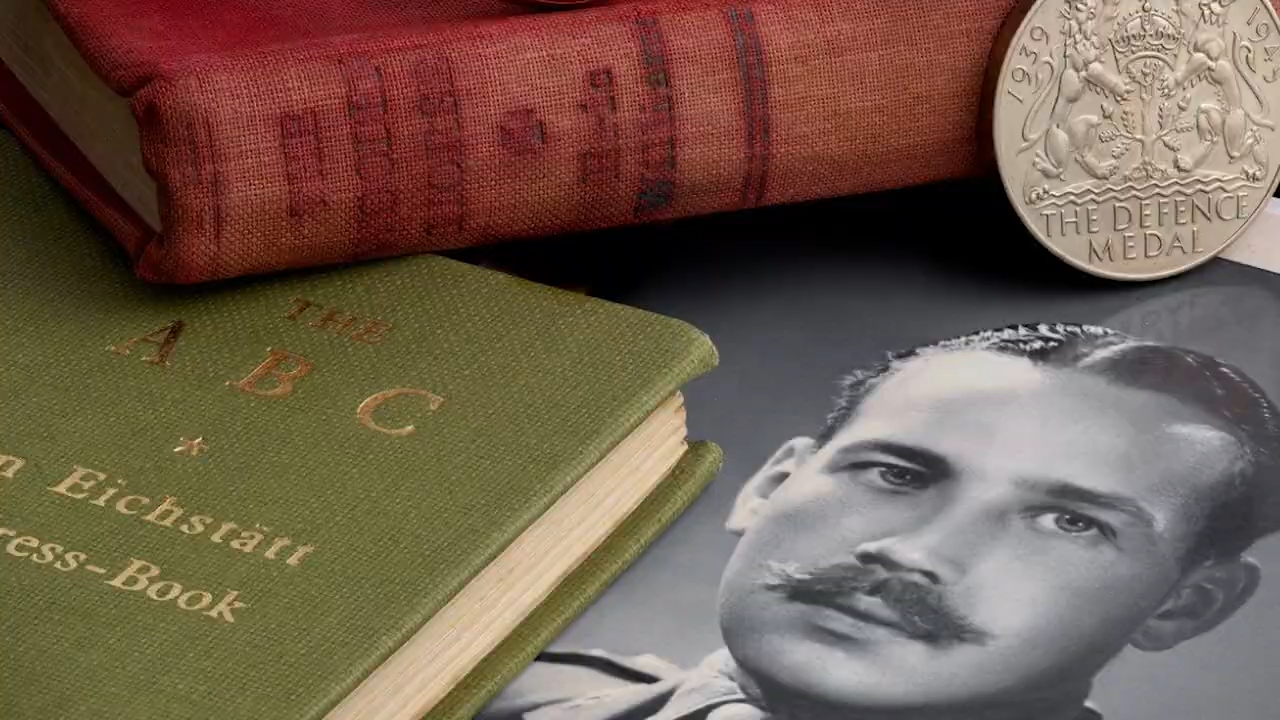 1939
1945
THE DEFENCE
MEDAL
THE
A B C
n Eichstätt
ress-Book